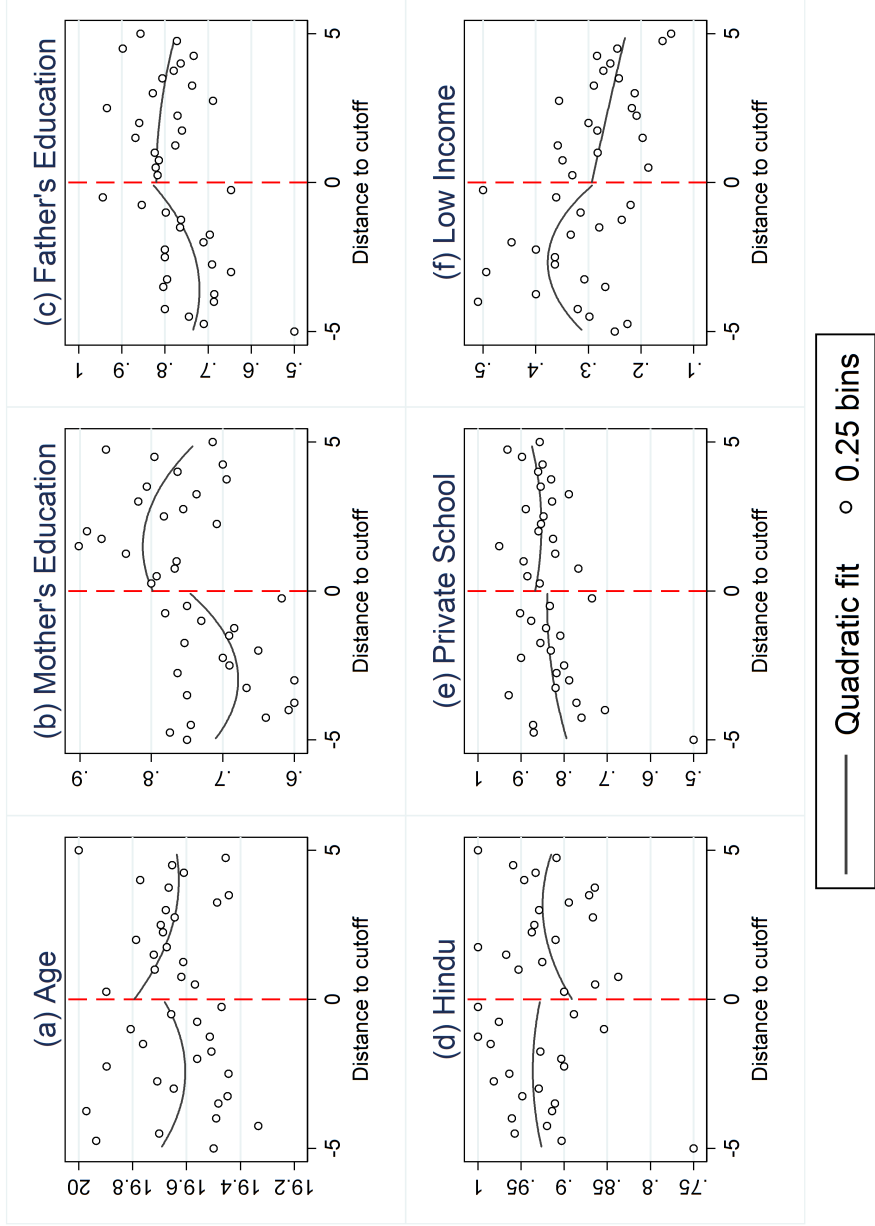 (a) Age
20
19.8
19.6
19.4
19.2
-5 0 5
Distance to cutoff
(b) Mother's Education
.9
.8
.7
.6
-5 0 5
Distance to cutoff
(c) Father's Education
1
.9
.8
.7
.6
.5
-5 0 5
Distance to cutoff
(d) Hindu
1
.95
.9
.85
.8
.75
-5 0 5
Distance to cutoff
(e) Private School
1
.9
.8
.7
.6
.5
-5 0 5
Distance to cutoff
(f) Low Income
.5
.4
.3
.2
.1
-5 0 5
Distance to cutoff
Quadratic fit 0.25 bins